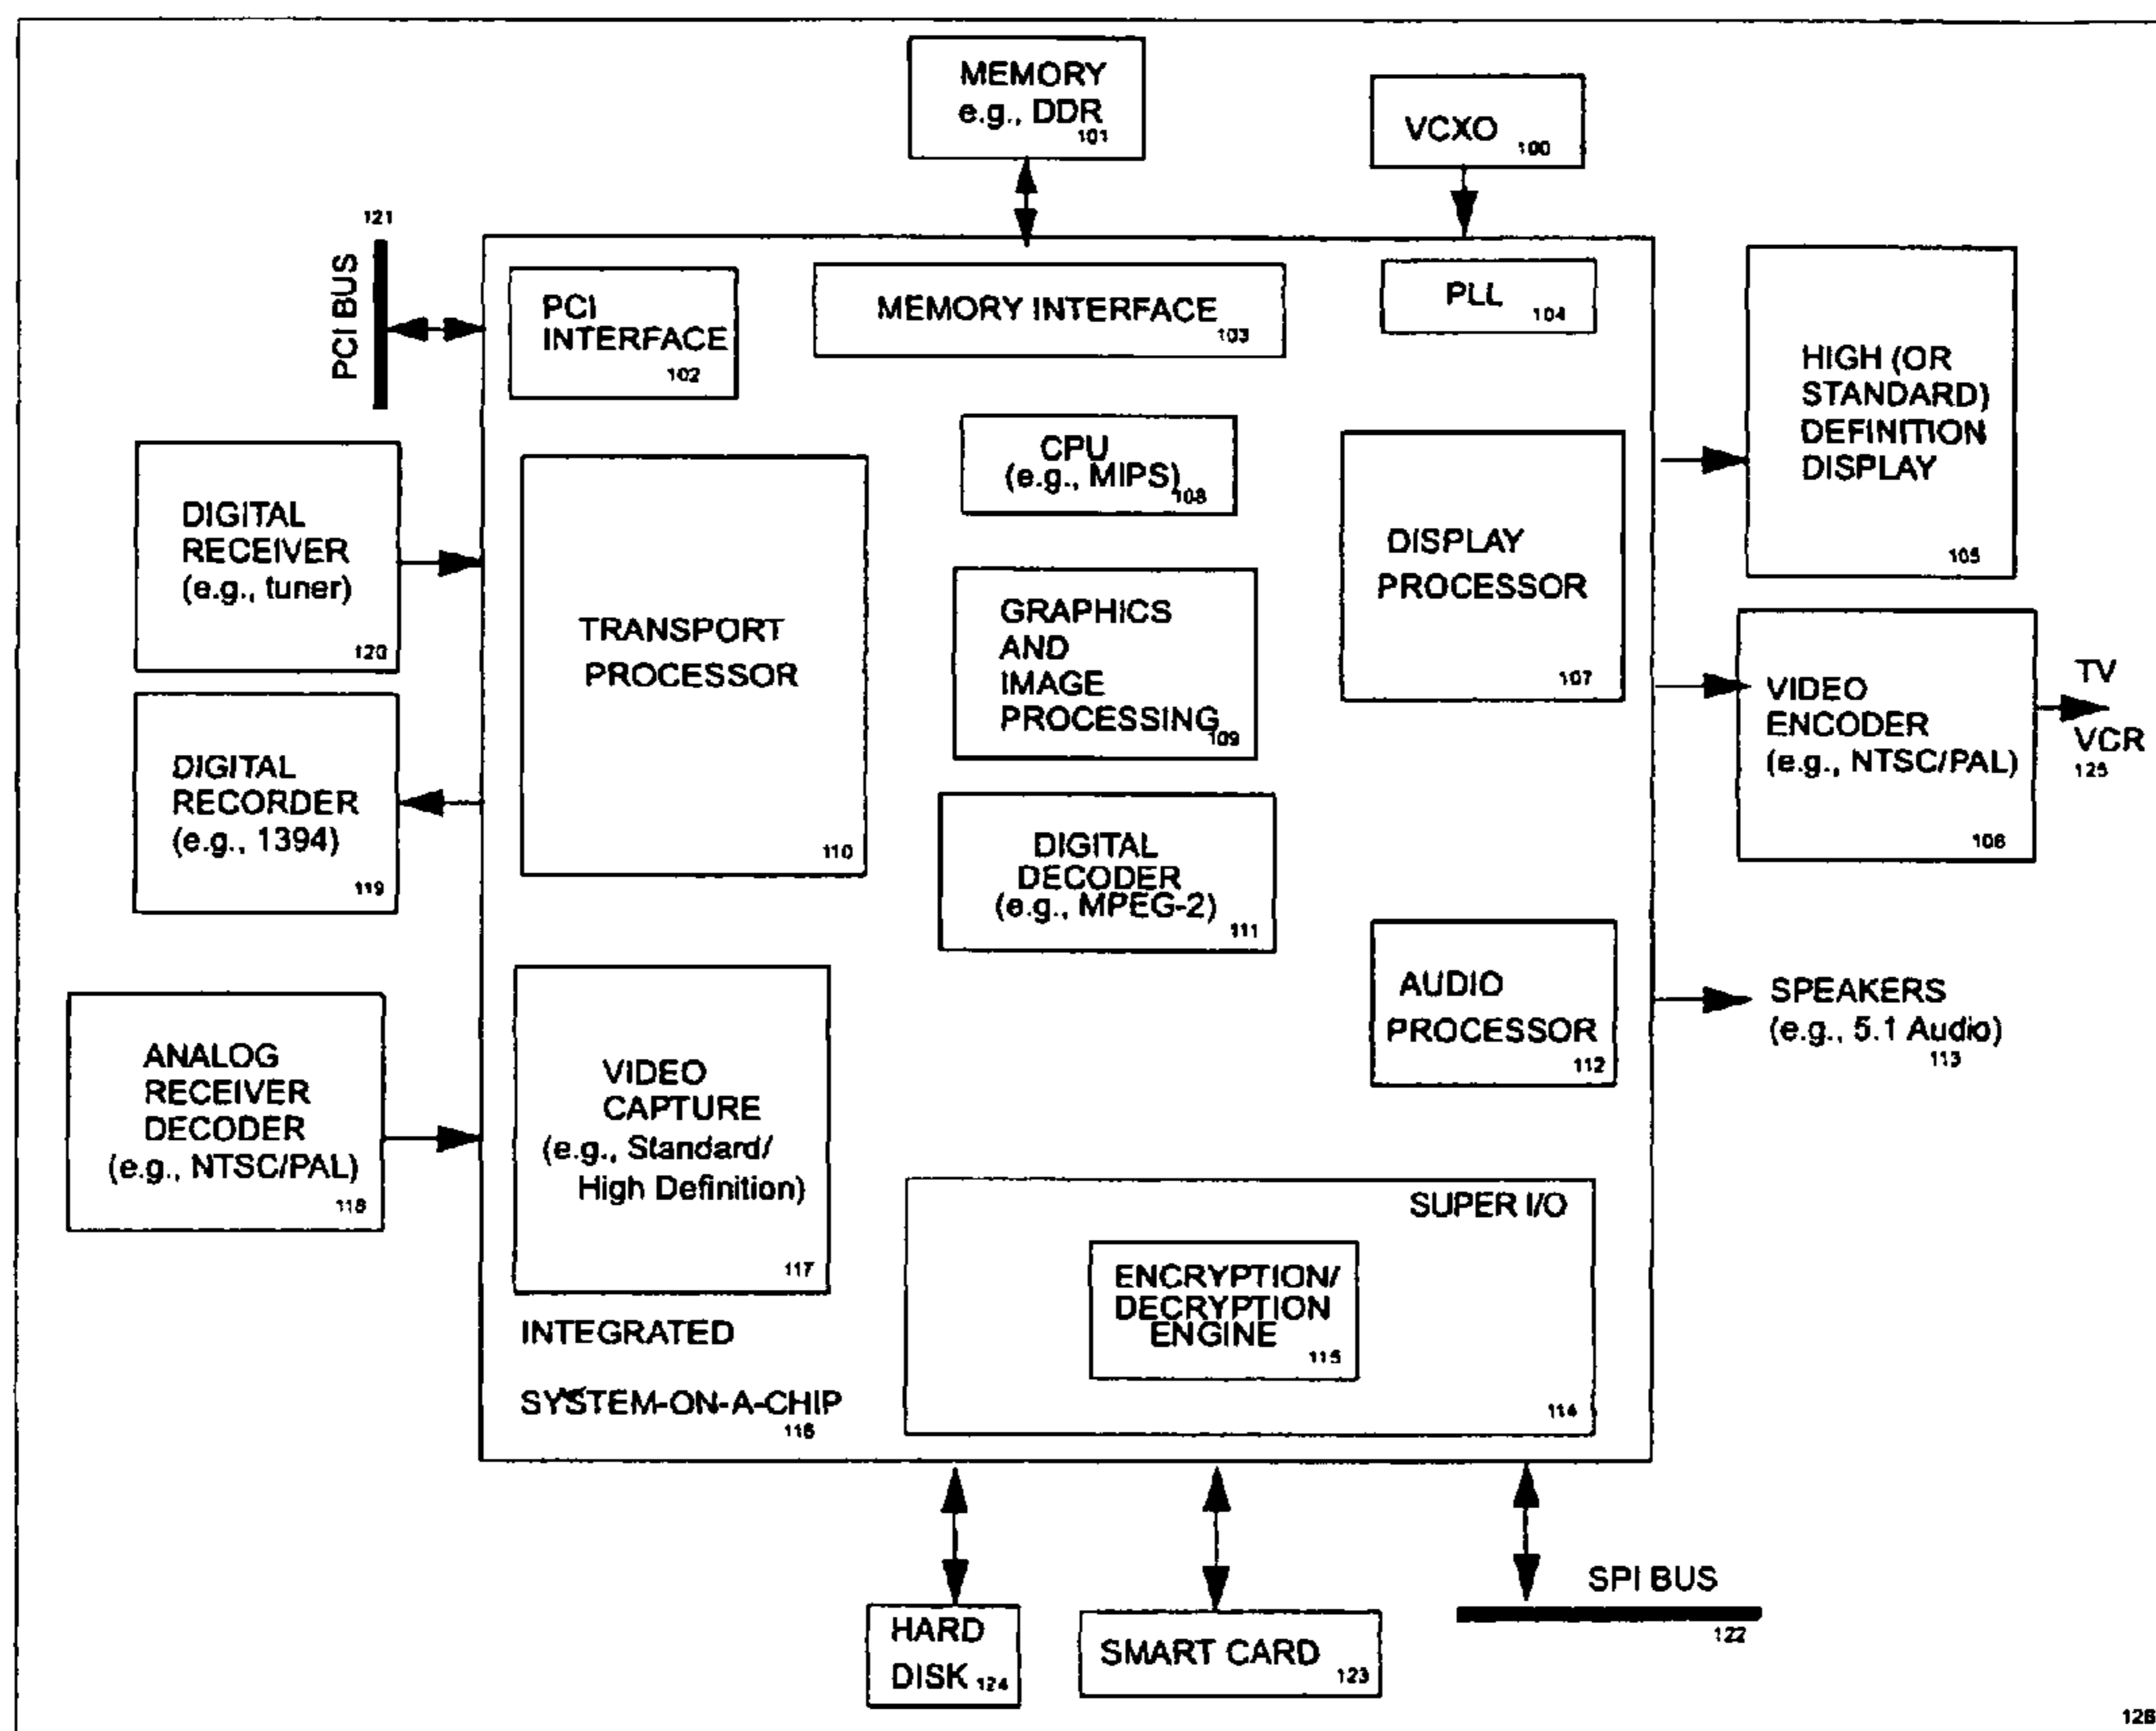 MEMORY
e.g., DDR
101
VCXO
100
121
PCI BUS
PCI
INTERFACE
102
MEMORY INTERFACE
103
PLL
104
HIGH (OR
STANDARD)
DEFINITION
DISPLAY
105
CPU
(e.g., MIPS)
108
DIGITAL
RECEIVER
(e.g., tuner)
120
TRANSPORT
PROCESSOR
110
GRAPHICS
AND
IMAGE
PROCESSING
109
DISPLAY
PROCESSOR
107
VIDEO
ENCODER
(e.g., NTSC/PAL)
106
TV
VCR
125
DIGITAL
RECORDER
(e.g., 1394)
119
DIGITAL
DECODER
(e.g., MPEG-2)
111
AUDIO
PROCESSOR
112
SPEAKERS
(e.g., 5.1 Audio)
113
ANALOG
RECEIVER
DECODER
(e.g., NTSC/PAL)
118
VIDEO
CAPTURE
(e.g., Standard/
High Definition)
117
SUPER I/O
ENCRYPTION/
DECRYPTION
ENGINE
115
114
INTEGRATED
SYSTEM-ON-A-CHIP
116
HARD
DISK 124
SMART CARD
123
SPI BUS
122
126